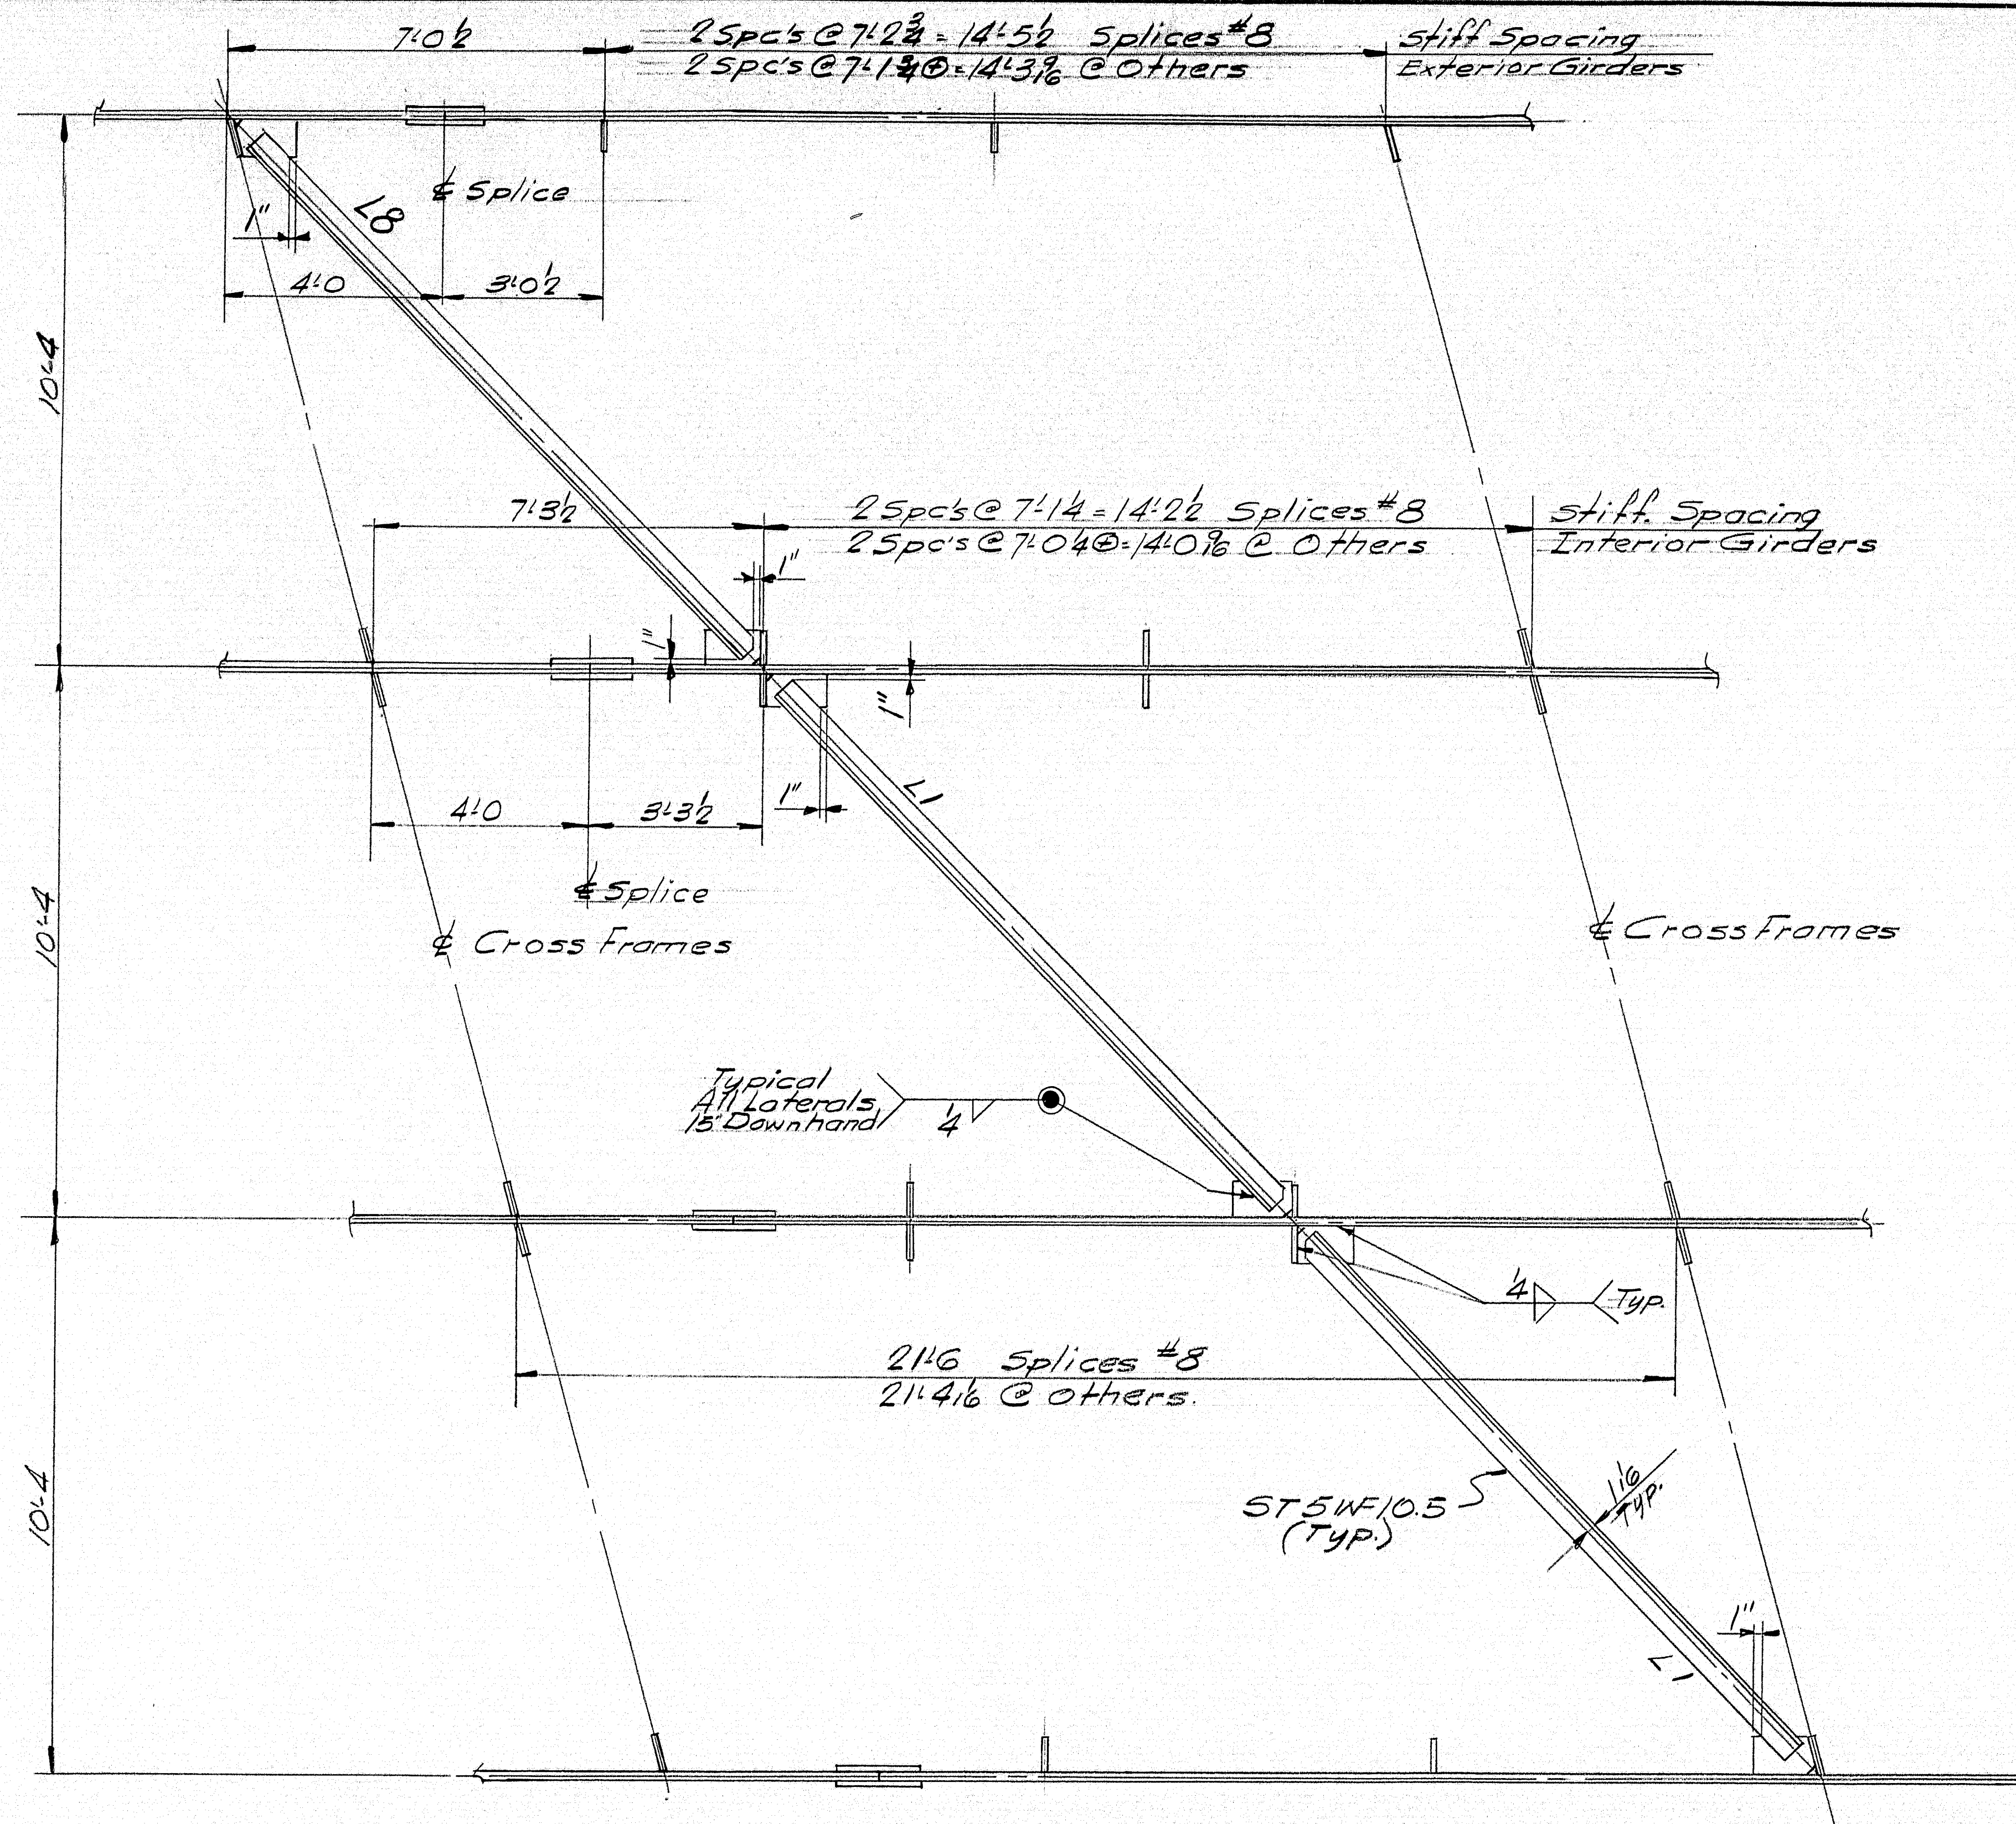 7'-0½
2 Spc's @ 7'-2¾ = 14'-5½ Splices #8
2 Spc's @ 7'-1¾⊕ = 14'-3 9/16 @ Others
Stiff Spacing
Exterior Girders
℄ Splice
L8
1"
4'-0
3'-0½
10'-4
7'-3½
2 Spc's @ 7'-1¼ = 14'-2½ Splices #8
2 Spc's @ 7'-0¼⊕ = 14'-0 9/16 @ Others
Stiff. Spacing
Interior Girders
1"
1"
1"
1"
L1
4'-0
3'-3½
℄ Splice
℄ Cross Frames
℄ Cross Frames
10'-4
Typical
All Laterals
15" Downhand
¼
¼
Typ.
21'-6 Splices #8
21'-4 1/16 @ Others.
10'-4
ST 5 WF 10.5
(Typ.)
1 1/16
Typ.
1"
L1